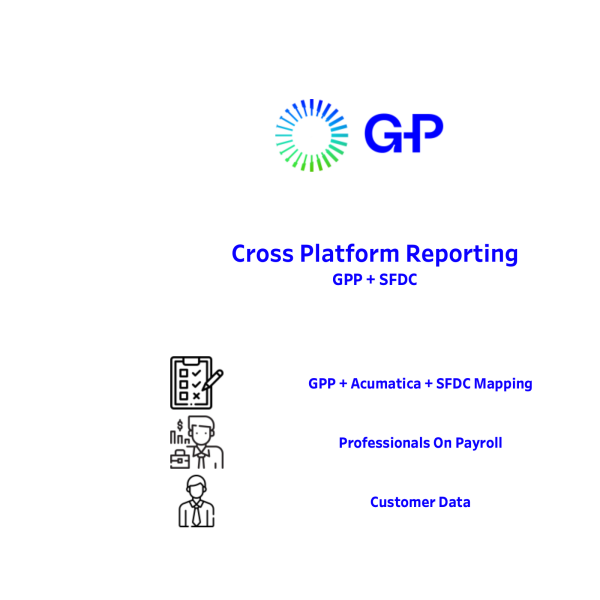 G-P
Cross Platform Reporting
GPP + SFDC
GPP + Acumatica + SFDC Mapping
$
Professionals On Payroll
Customer Data